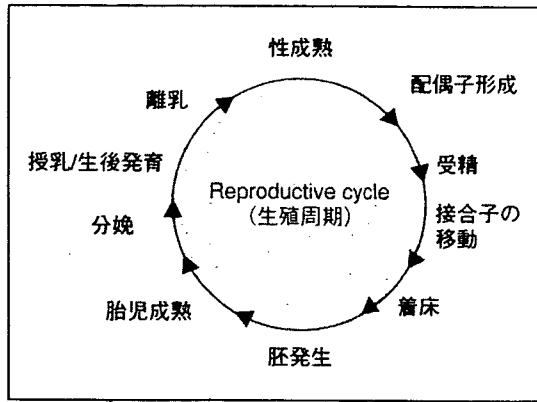 性成熟
配偶子形成
受精
接合子の
移動
着床
胚発生
胎児成熟
分娩
授乳/生後発育
離乳
Reproductive cycle
(生殖周期)